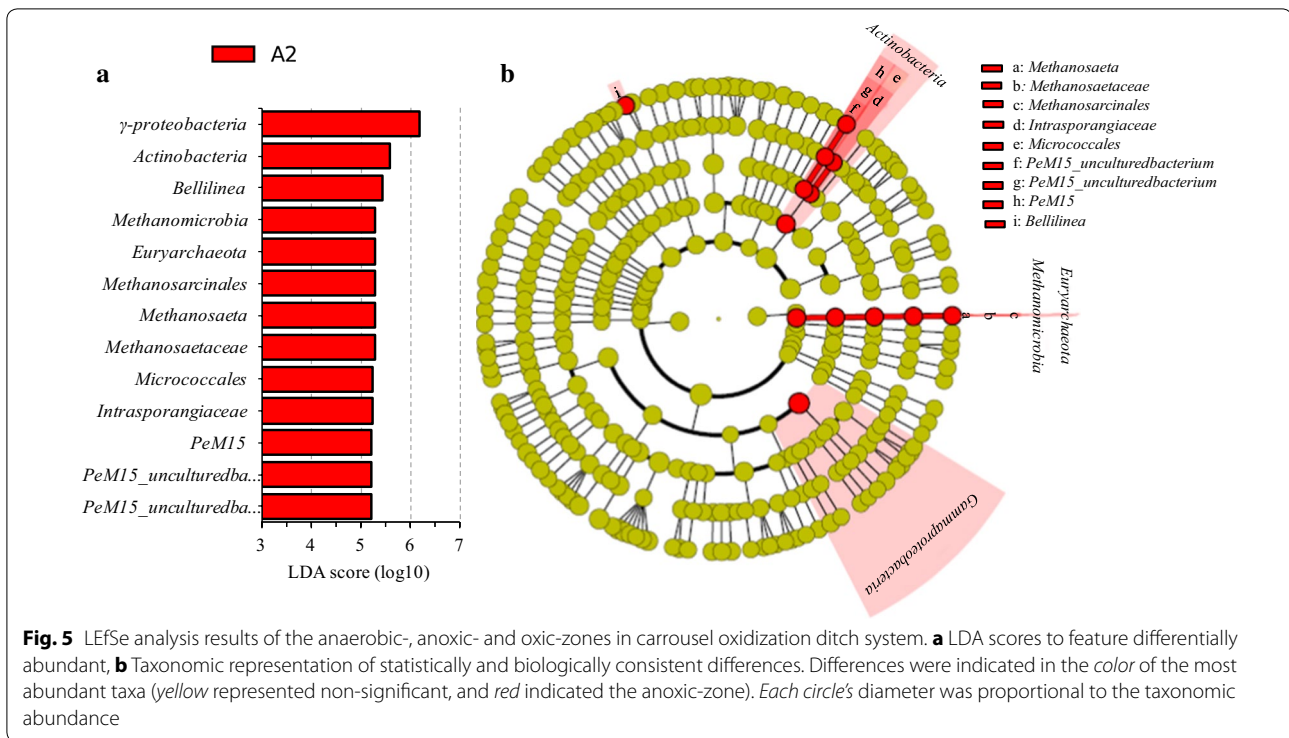 A2
a
γ-proteobacteria
Actinobacteria
Bellilinea
Methanomicrobia
Euryarchaeota
Methanosarcinales
Methanosaeta
Methanosaetaceae
Micrococcales
Intrasporangiaceae
PeM15
PeM15_unculturedba..
PeM15_unculturedba..
3 4 5 6 7
LDA score (log10)
b
i
Actinobacteria
h e
g d
f
a b c
Methanomicrobia
Euryarchaeota
Gammaproteobacteria
a: Methanosaeta
b: Methanosaetaceae
c: Methanosarcinales
d: Intrasporangiaceae
e: Micrococcales
f: PeM15_unculturedbacterium
g: PeM15_unculturedbacterium
h: PeM15
i: Bellilinea
Fig. 5 LEfSe analysis results of the anaerobic-, anoxic- and oxic-zones in carrousel oxidization ditch system. a LDA scores to feature differentially
abundant, b Taxonomic representation of statistically and biologically consistent differences. Differences were indicated in the color of the most
abundant taxa (yellow represented non-significant, and red indicated the anoxic-zone). Each circle's diameter was proportional to the taxonomic
abundance